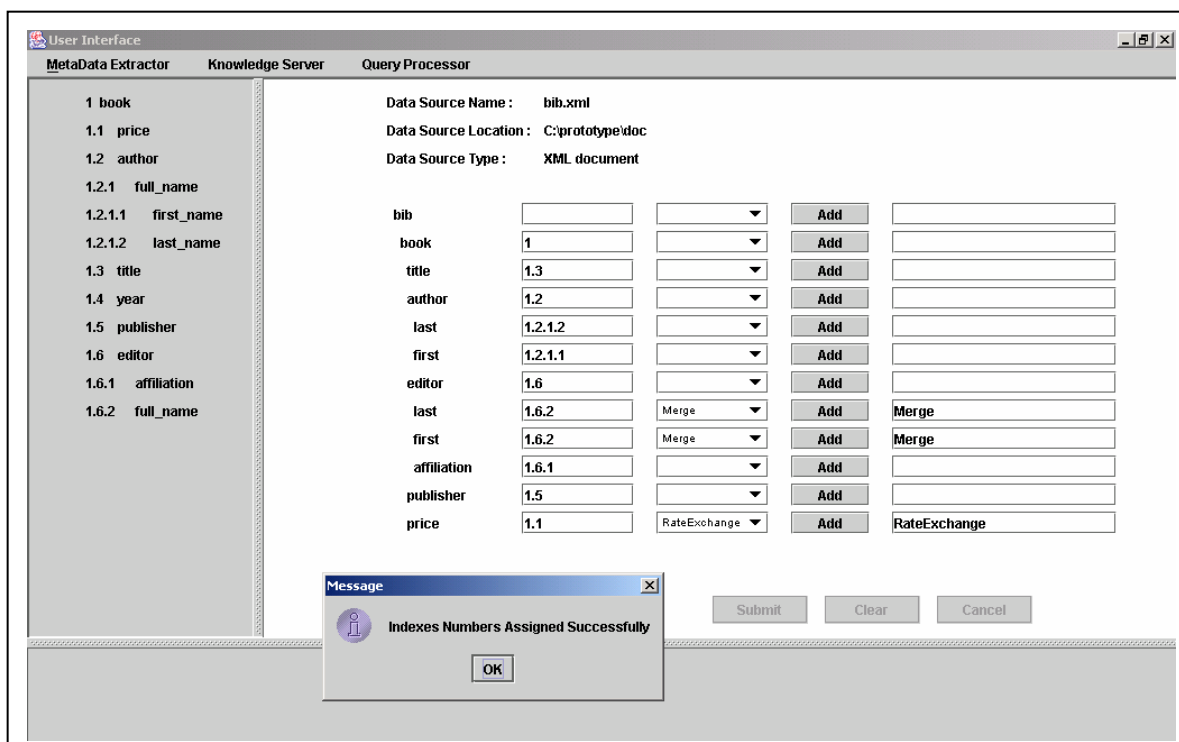 User Interface
MetaData Extractor Knowledge Server Query Processor
1 book
1.1 price
1.2 author
1.2.1 full_name
1.2.1.1 first_name
1.2.1.2 last_name
1.3 title
1.4 year
1.5 publisher
1.6 editor
1.6.1 affiliation
1.6.2 full_name
Data Source Name : bib.xml
Data Source Location : C:\prototype\doc
Data Source Type : XML document
bib Add
book 1 Add
title 1.3 Add
author 1.2 Add
last 1.2.1.2 Add
first 1.2.1.1 Add
editor 1.6 Add
last 1.6.2 Merge Add Merge
first 1.6.2 Merge Add Merge
affiliation 1.6.1 Add
publisher 1.5 Add
price 1.1 RateExchange Add RateExchange
Submit Clear Cancel
Message
Indexes Numbers Assigned Successfully
OK